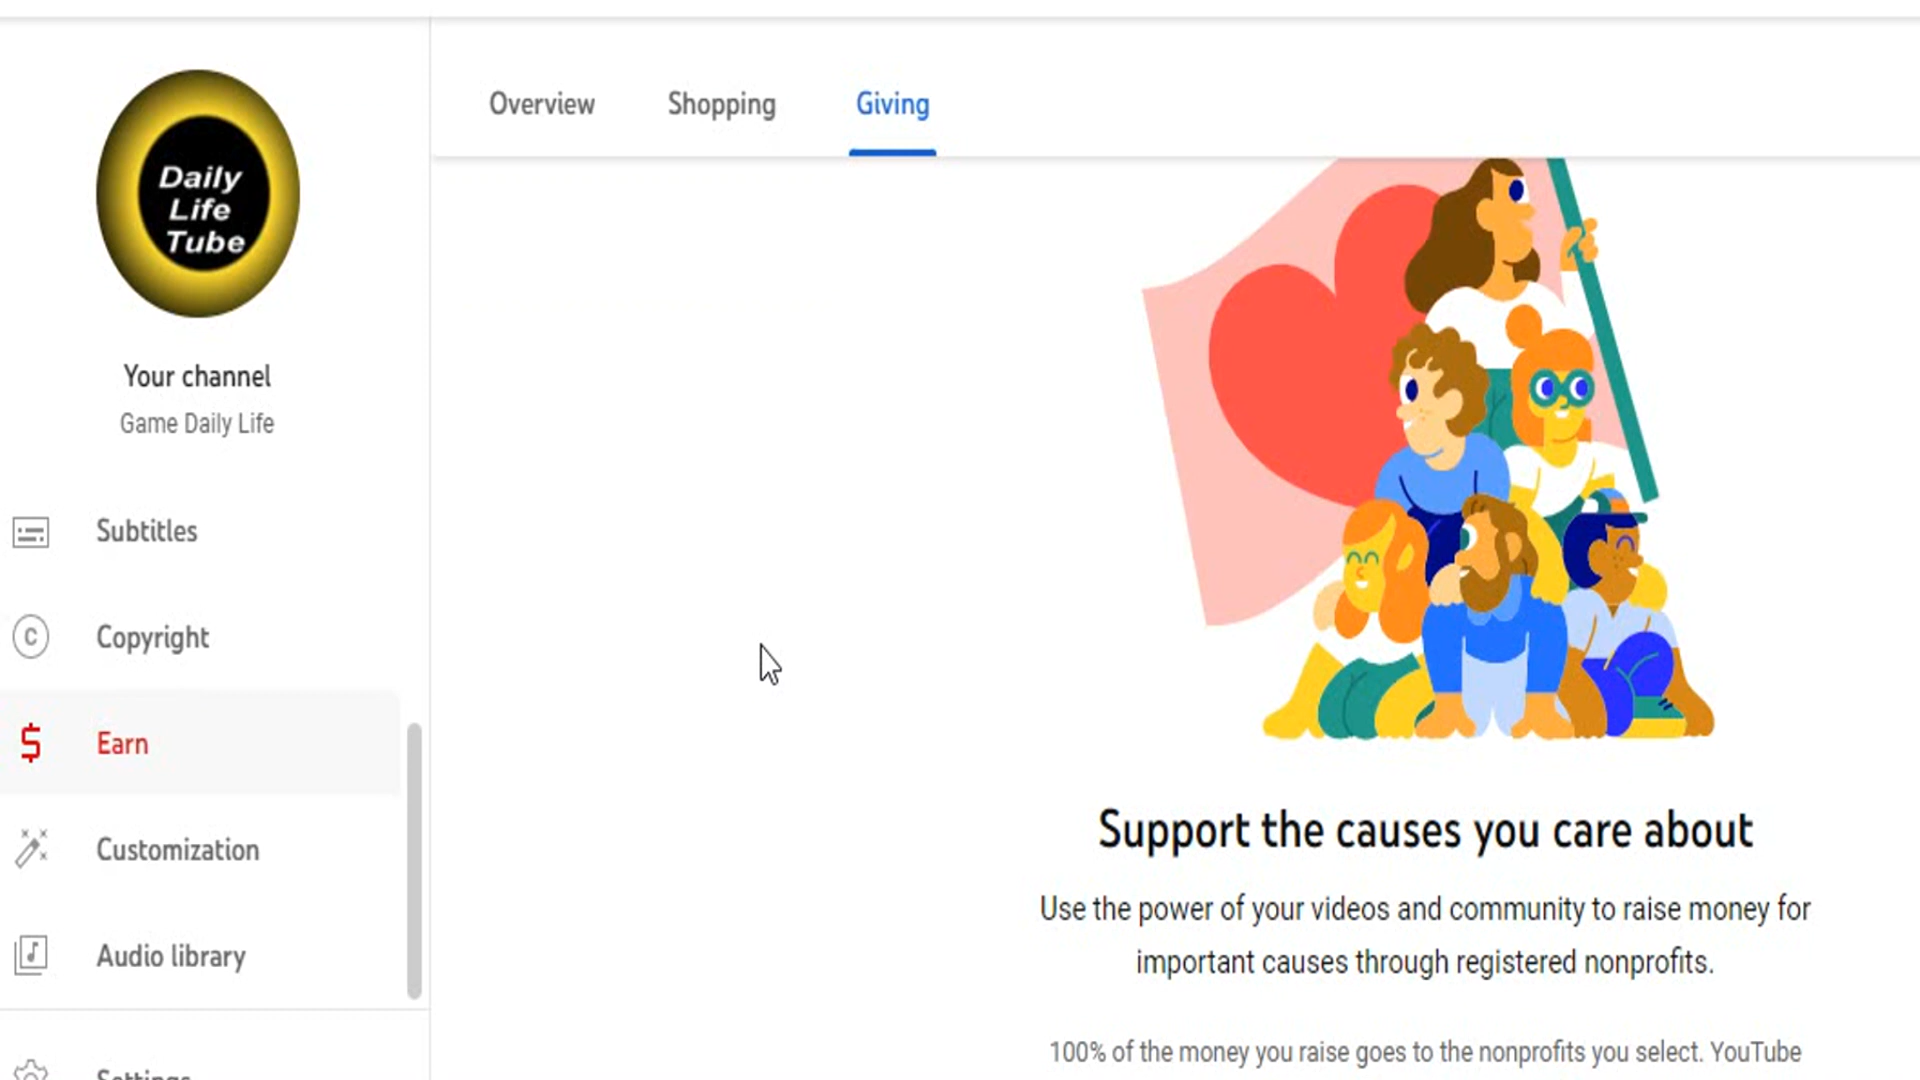 Overview
Shopping
Giving
Daily
Life
Tube
Your channel
Game Daily Life
Subtitles
Copyright
Earn
Customization
Audio library
Settings
Support the causes you care about
Use the power of your videos and community to raise money for
important causes through registered nonprofits.
100% of the money you raise goes to the nonprofits you select. YouTube